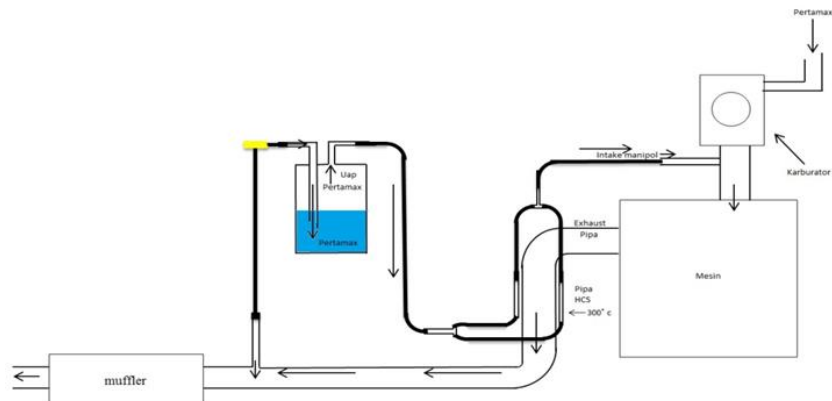 Pertamax
Intake manipol
Karburator
Uap
Pertamax
Pertamax
Exhaust
Pipa
Mesin
Pipa
HCS
300° c
muffler